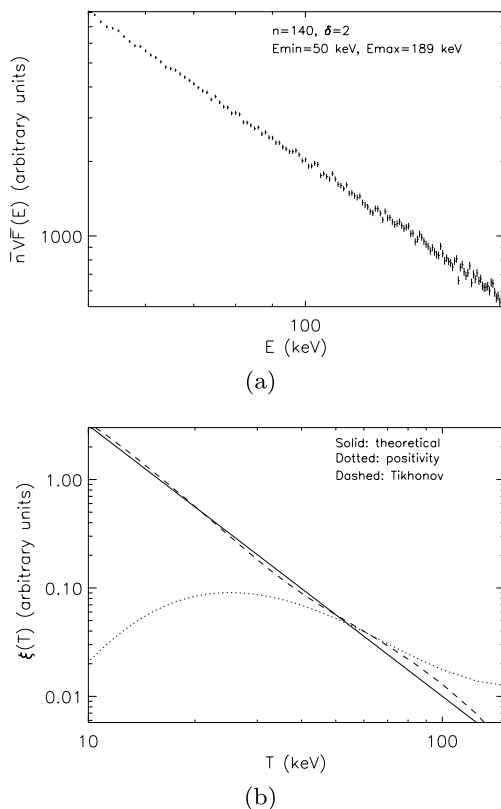 n=140, δ=2
Emin=50 keV, Emax=189 keV
n̅VF̅(E) (arbitrary units)
1000
100
E (keV)
(a)
Solid: theoretical
Dotted: positivity
Dashed: Tikhonov
ξ(T) (arbitrary units)
1.00
0.10
0.01
10
100
T (keV)
(b)